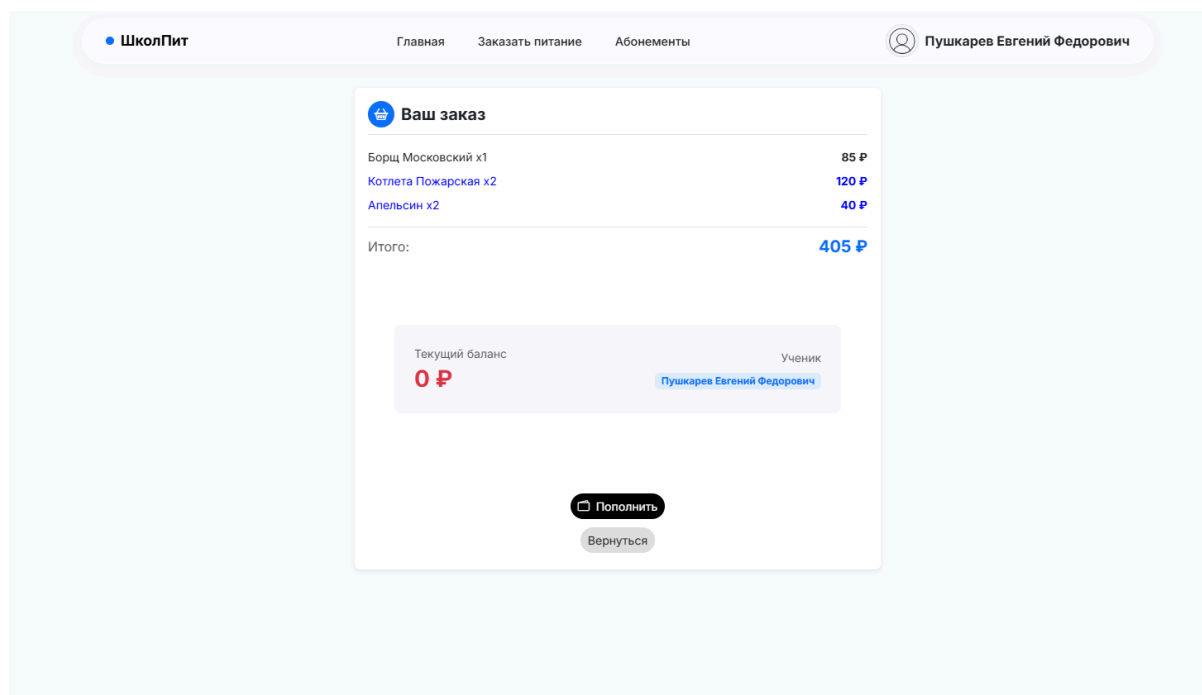 ШколПит
Главная Заказать питание Абонементы
Пушкарев Евгений Федорович
Ваш заказ
Борщ Московский x1 85 ₽
Котлета Пожарская x2 120 ₽
Апельсин x2 40 ₽
Итого: 405 ₽
Текущий баланс
0 ₽
Ученик
Пушкарев Евгений Федорович
Пополнить
Вернуться